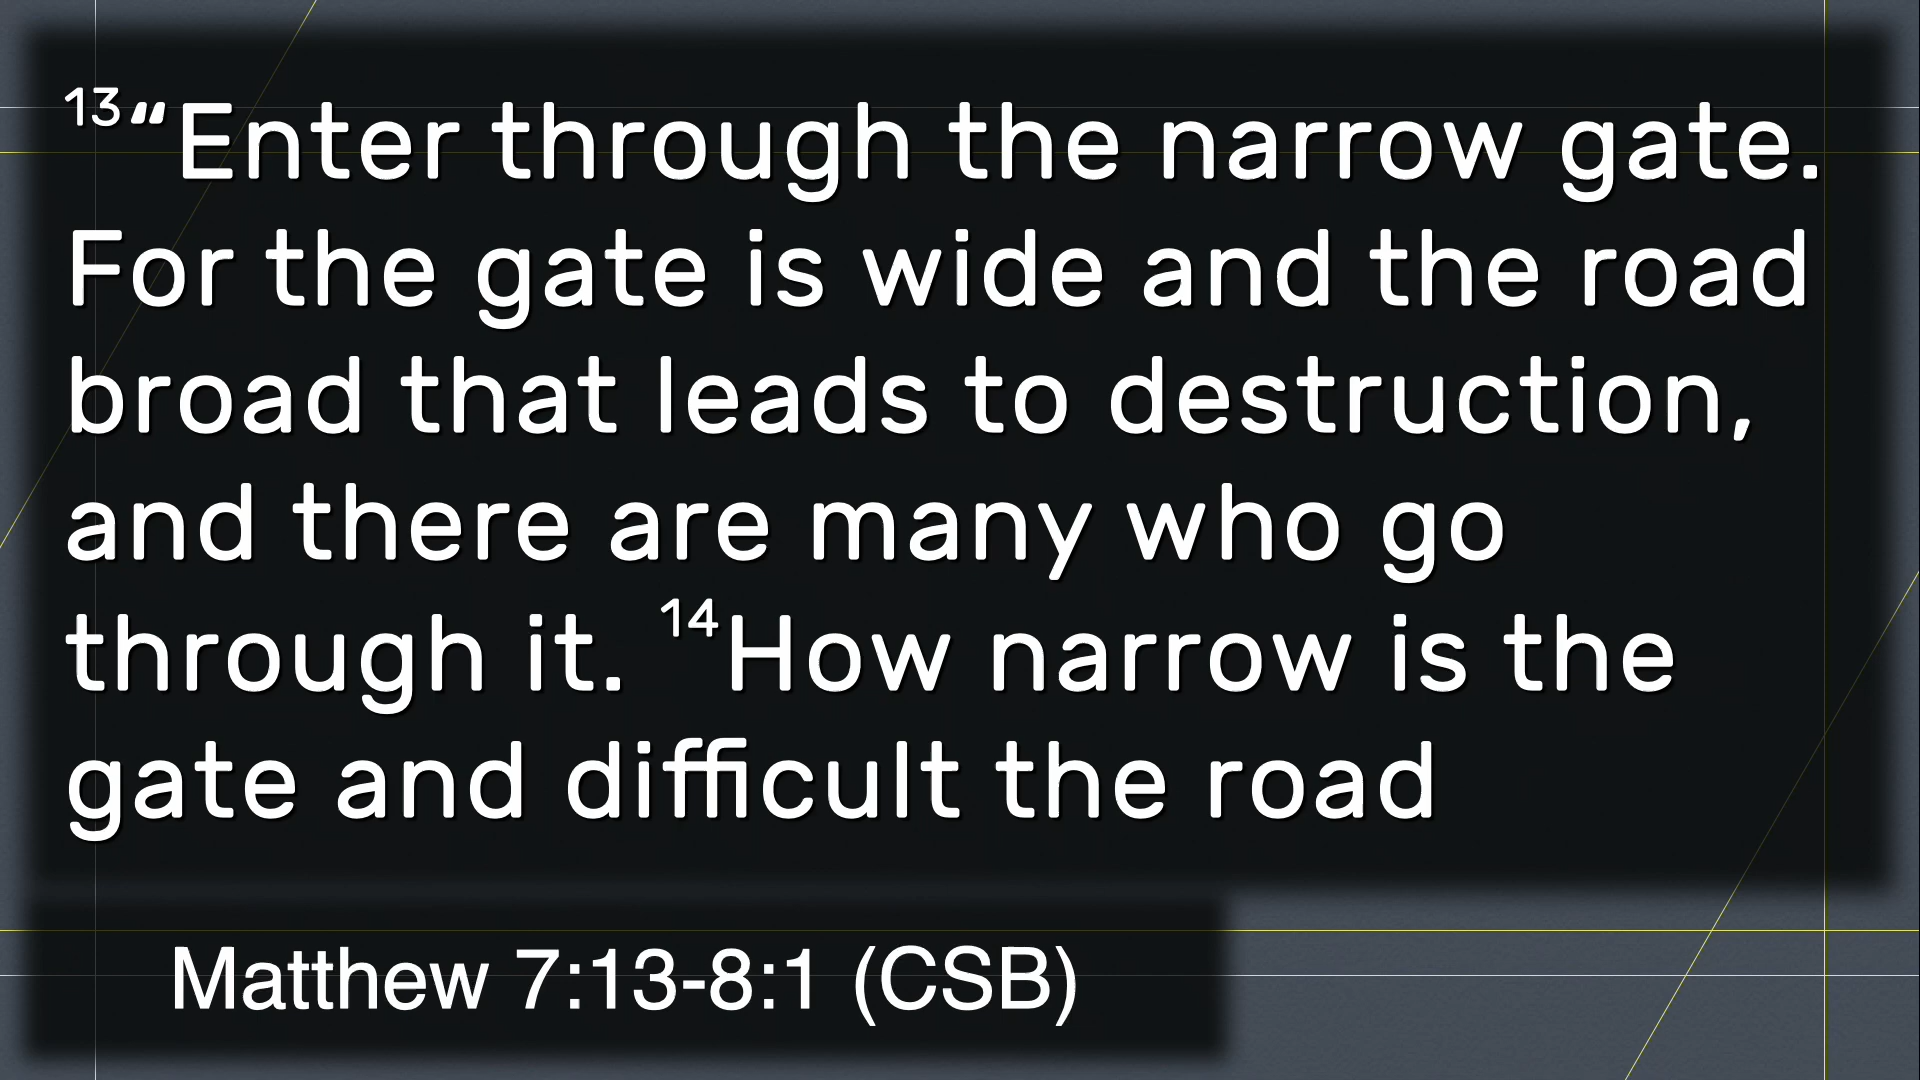 ¹³“Enter through the narrow gate.
For the gate is wide and the road
broad that leads to destruction,
and there are many who go
through it. ¹⁴How narrow is the
gate and difficult the road
Matthew 7:13-8:1 (CSB)